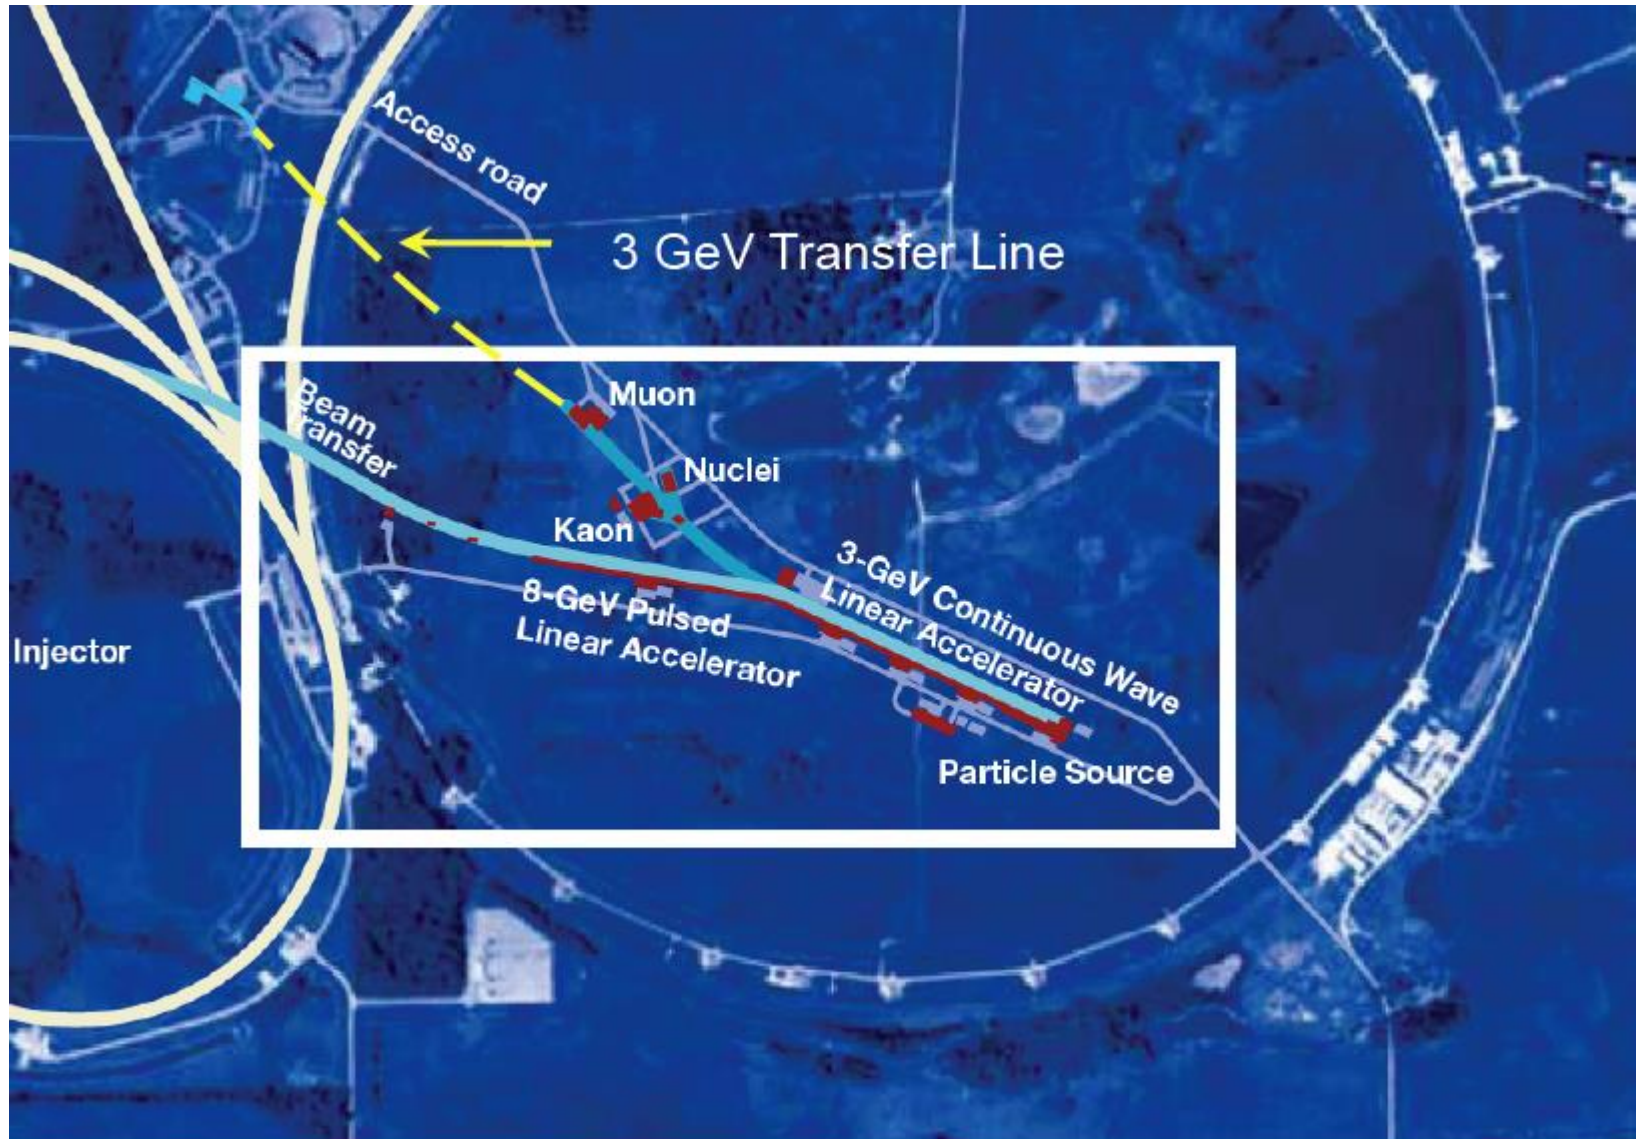 Access road
3 GeV Transfer Line
Muon
Beam
Transfer
Nuclei
Kaon
3-GeV Continuous Wave
Linear Accelerator
8-GeV Pulsed
Linear Accelerator
Injector
Particle Source